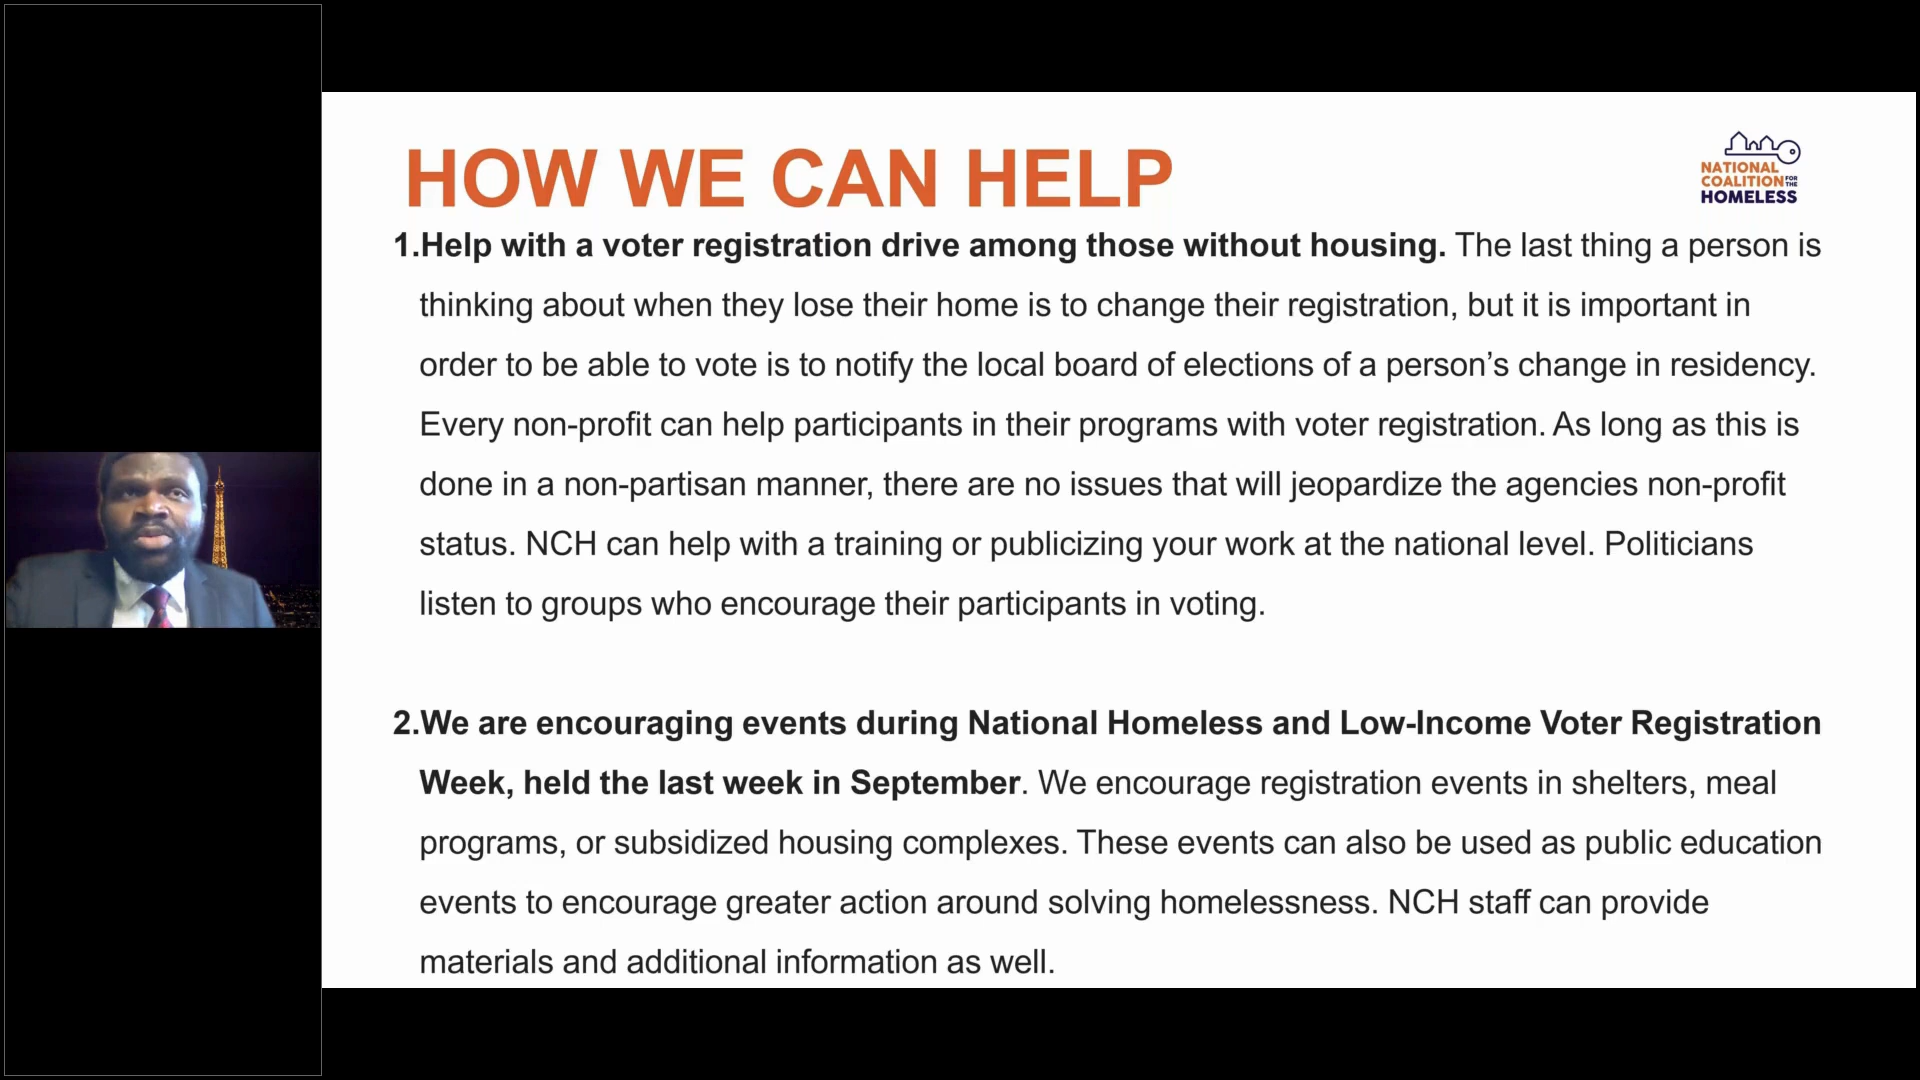 HOW WE CAN HELP
NATIONAL
COALITION FOR THE
HOMELESS
1.Help with a voter registration drive among those without housing. The last thing a person is
thinking about when they lose their home is to change their registration, but it is important in
order to be able to vote is to notify the local board of elections of a person’s change in residency.
Every non-profit can help participants in their programs with voter registration. As long as this is
done in a non-partisan manner, there are no issues that will jeopardize the agencies non-profit
status. NCH can help with a training or publicizing your work at the national level. Politicians
listen to groups who encourage their participants in voting.
2.We are encouraging events during National Homeless and Low-Income Voter Registration
Week, held the last week in September. We encourage registration events in shelters, meal
programs, or subsidized housing complexes. These events can also be used as public education
events to encourage greater action around solving homelessness. NCH staff can provide
materials and additional information as well.